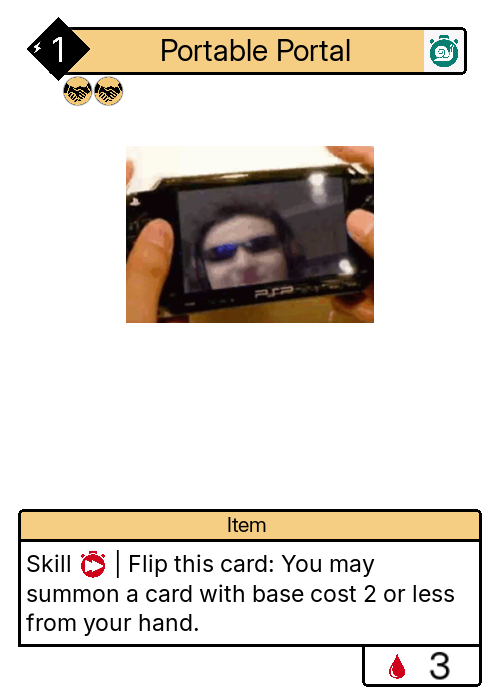 1
Portable Portal
PSP
Item
Skill | Flip this card: You may
summon a card with base cost 2 or less
from your hand.
3